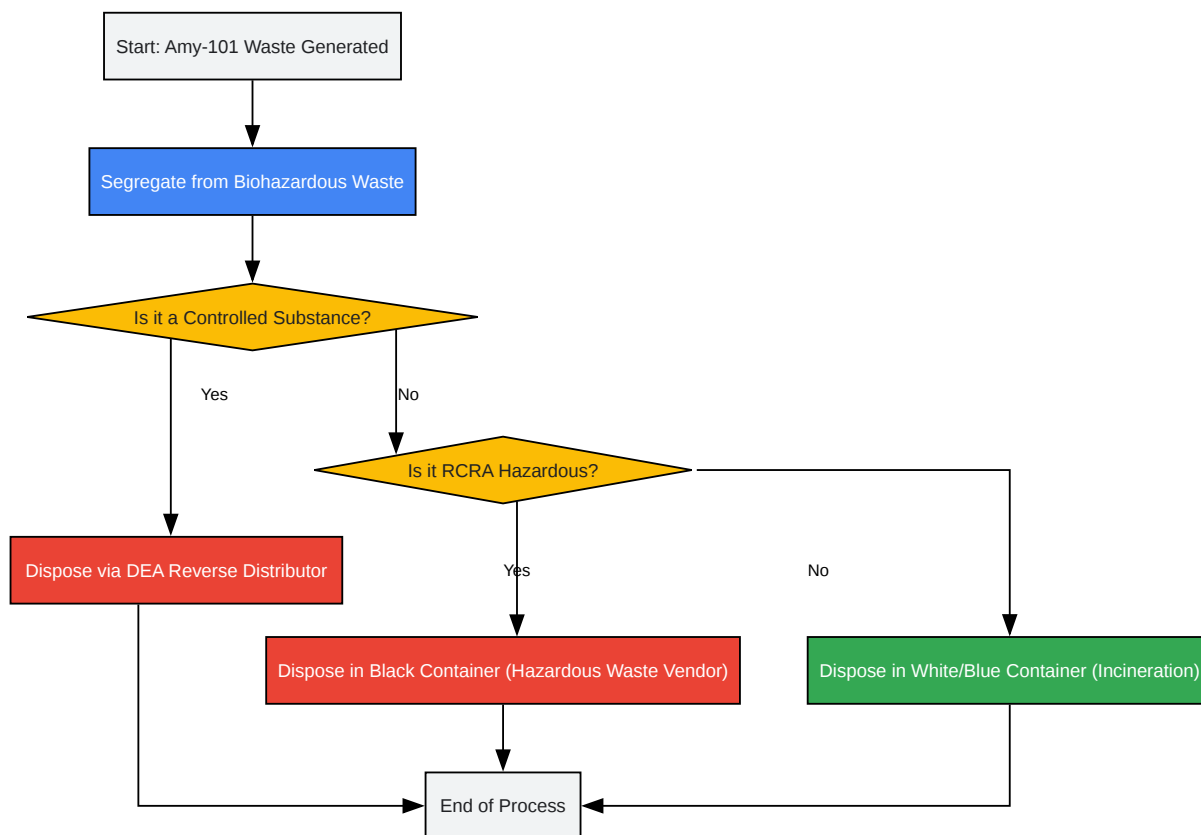 Start: Amy-101 Waste Generated
Segregate from Biohazardous Waste
Is it a Controlled Substance?
Yes
No
Is it RCRA Hazardous?
Dispose via DEA Reverse Distributor
Yes
No
Dispose in Black Container (Hazardous Waste Vendor)
Dispose in White/Blue Container (Incineration)
End of Process